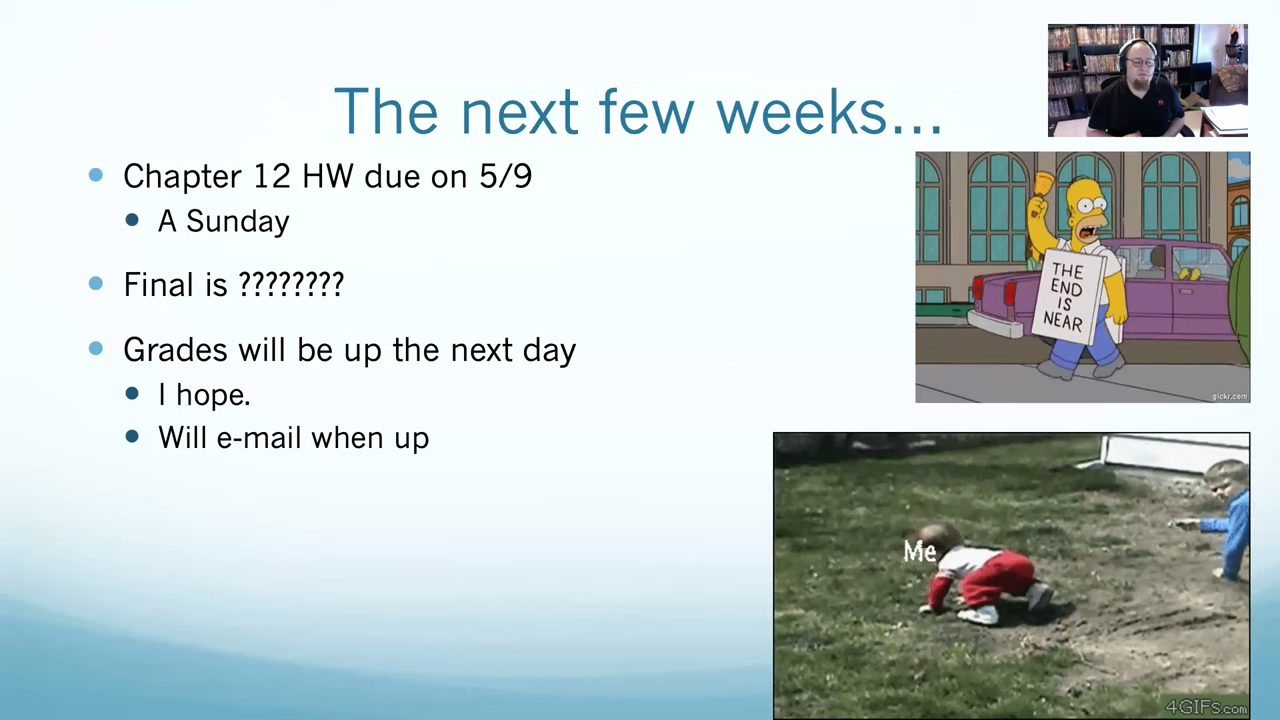 The next few weeks...
Chapter 12 HW due on 5/9
A Sunday
Final is ????????
Grades will be up the next day
I hope.
Will e-mail when up
THE
END
IS
NEAR
gickr.com
Me
4GIFs.com